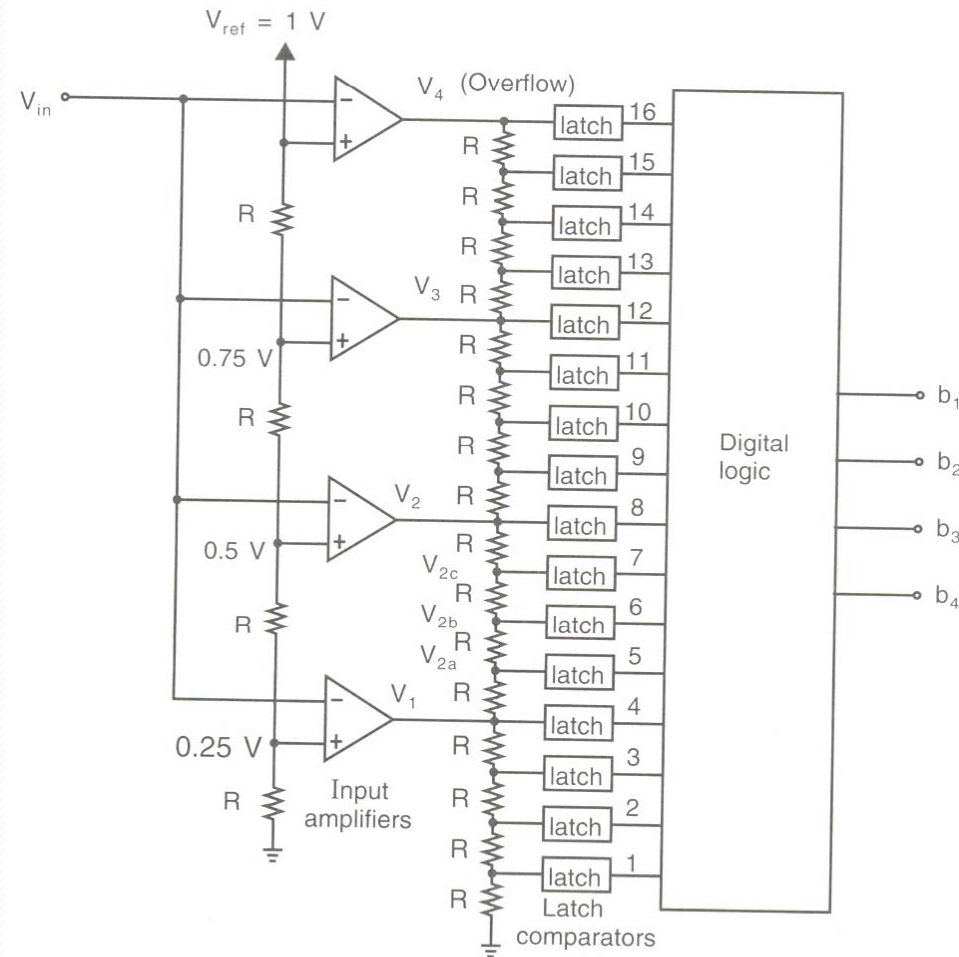 V_ref = 1 V
V_in
V_4 (Overflow)
−
+
latch 16
R
latch 15
R
R
latch 14
R
latch 13
V_3
R
−
latch 12
+
0.75 V
R
latch 11
R
R
latch 10
R
latch 9
Digital
logic
b_1
V_2
R
−
latch 8
b_2
+
0.5 V
R
V_2c
latch 7
b_3
R
V_2b
latch 6
b_4
R
R
V_2a
latch 5
V_1
R
−
latch 4
+
0.25 V
R
latch 3
R
R
Input
amplifiers
latch 2
R
latch 1
R
Latch
comparators